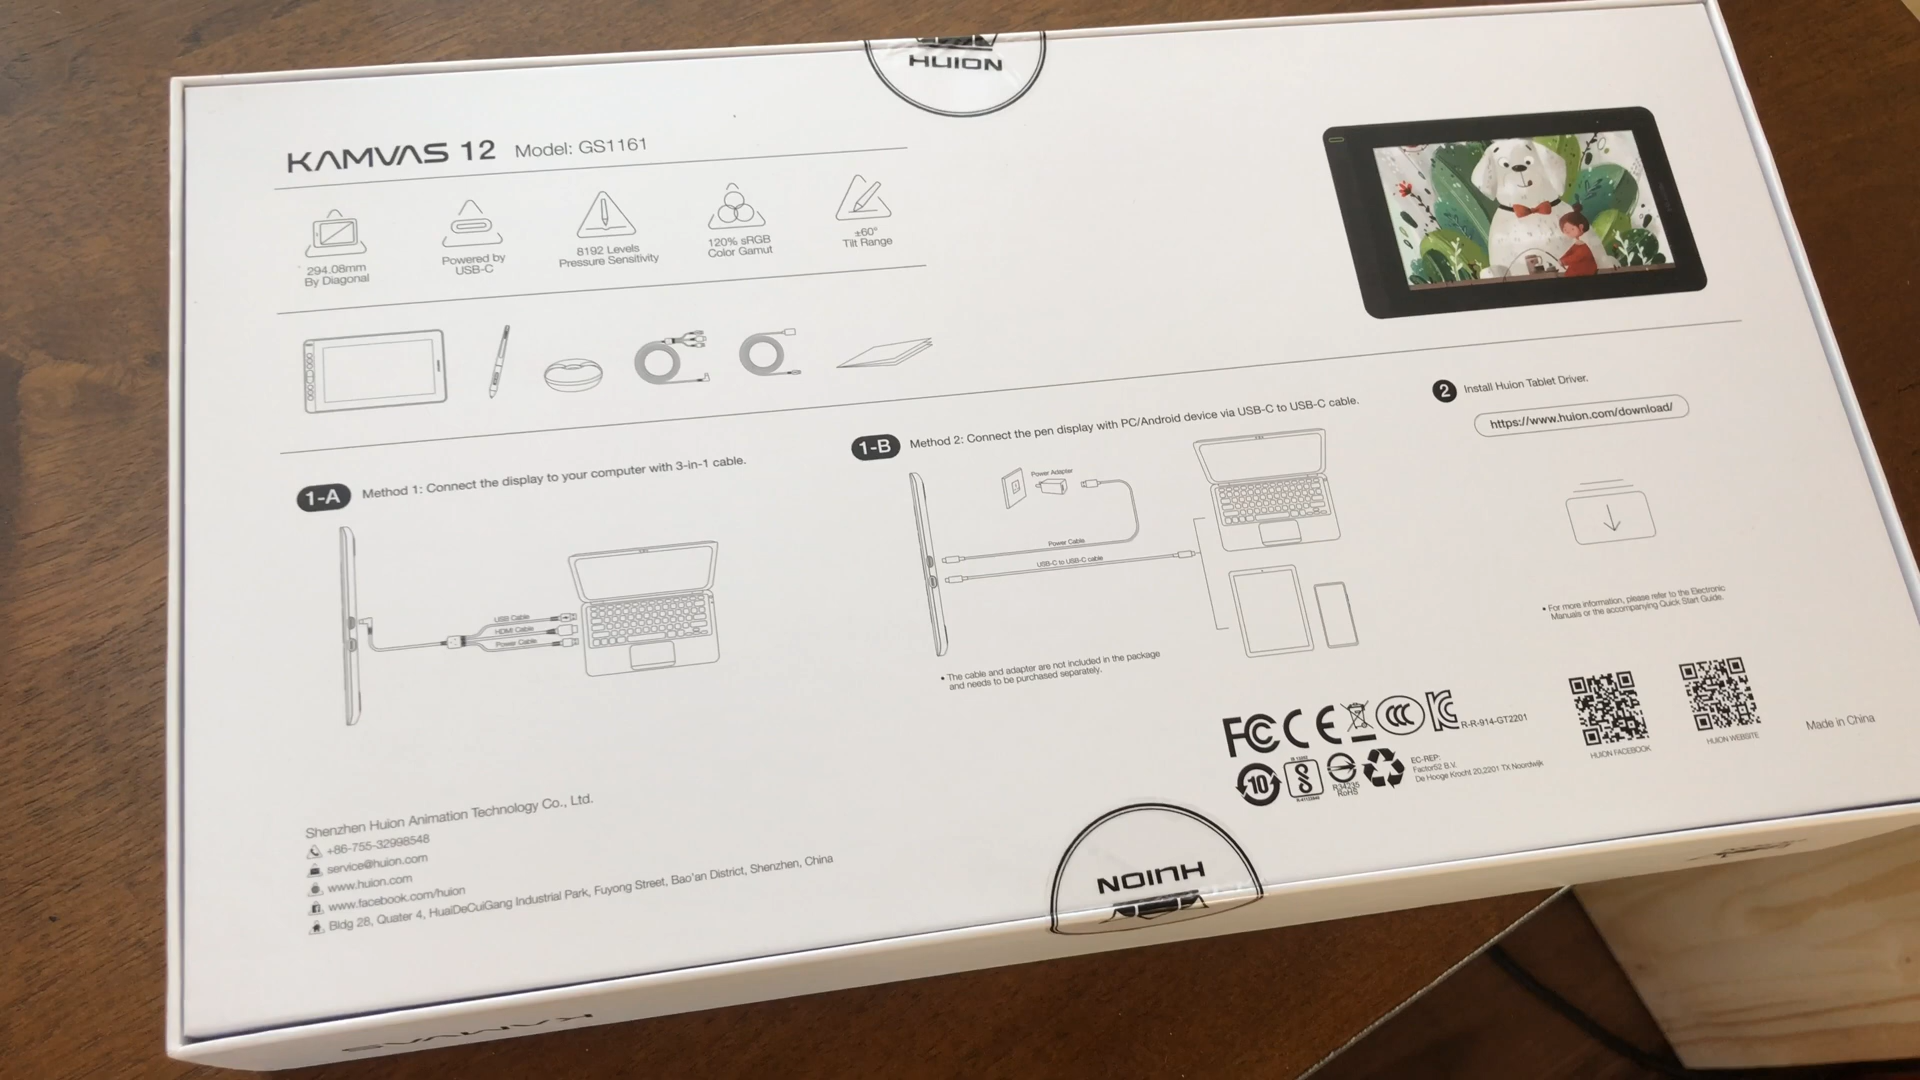 HUION
KAMVAS 12 Model: GS1161
294.08mm
By Diagonal
Powered by
USB-C
8192 Levels
Pressure Sensitivity
120% sRGB
Color Gamut
±60°
Tilt Range
1-A Method 1: Connect the display to your computer with 3-in-1 cable.
USB Cable
HDMI Cable
Power Cable
1-B Method 2: Connect the pen display with PC/Android device via USB-C to USB-C cable.
Power Adapter
Power Cable
USB-C to USB-C cable
• The cable and adapter are not included in the package
and needs to be purchased separately.
2 Install Huion Tablet Driver.
https://www.huion.com/download/
• For more information, please refer to the Electronic
Manuals or the accompanying Quick Start Guide.
FC CE CCC R-R-914-GT2201
10
R34235
RoHS
EC-REP:
Factor52 B.V.
De Hooge Krocht 20,2201 TX Noordwijk
HUION FACEBOOK
HUION WEBSITE
Made in China
Shenzhen Huion Animation Technology Co., Ltd.
+86-755-32998548
service@huion.com
www.huion.com
www.facebook.com/huion
Bldg 28, Quater 4, HuaiDeCuiGang Industrial Park, Fuyong Street, Bao'an District, Shenzhen, China
HUION
KAMVAS